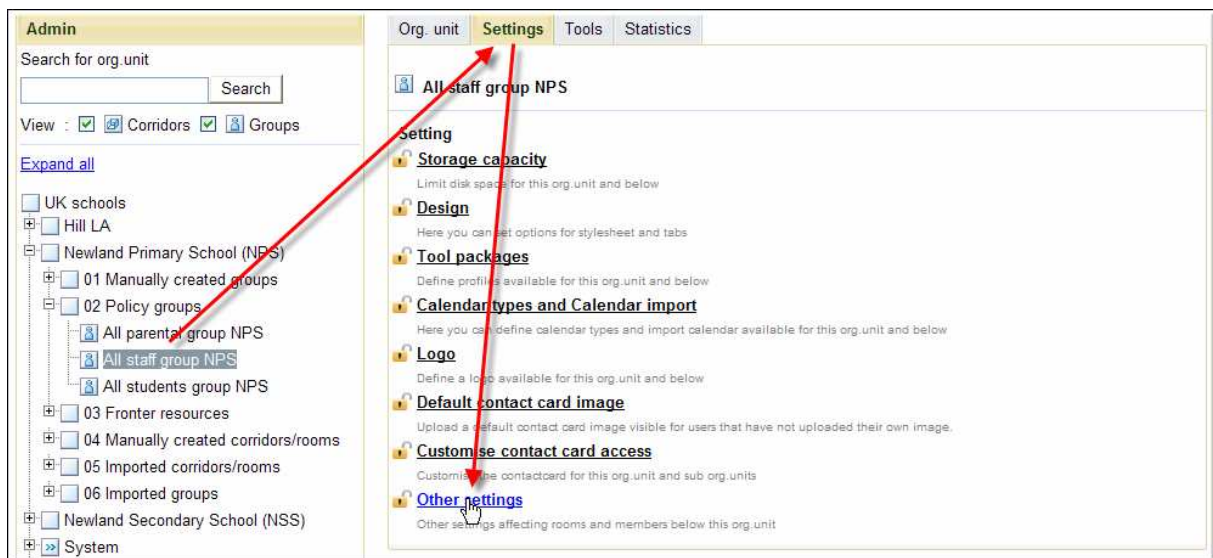 Admin
Search for org.unit
Search
View : Corridors Groups
Expand all
UK schools
Hill LA
Newland Primary School (NPS)
01 Manually created groups
02 Policy groups
All parental group NPS
All staff group NPS
All students group NPS
03 Fronter resources
04 Manually created corridors/rooms
05 Imported corridors/rooms
06 Imported groups
Newland Secondary School (NSS)
System
Org. unit Settings Tools Statistics
All staff group NPS
Setting
Storage capacity
Limit disk space for this org.unit and below
Design
Here you can set options for stylesheet and tabs
Tool packages
Define profiles available for this org.unit and below
Calendar types and Calendar import
Here you can define calendar types and import calendar available for this org.unit and below
Logo
Define a logo available for this org.unit and below
Default contact card image
Upload a default contact card image visible for users that have not uploaded their own image.
Customise contact card access
Customise the contactcard for this org.unit and sub org.units
Other settings
Other settings affecting rooms and members below this org.unit